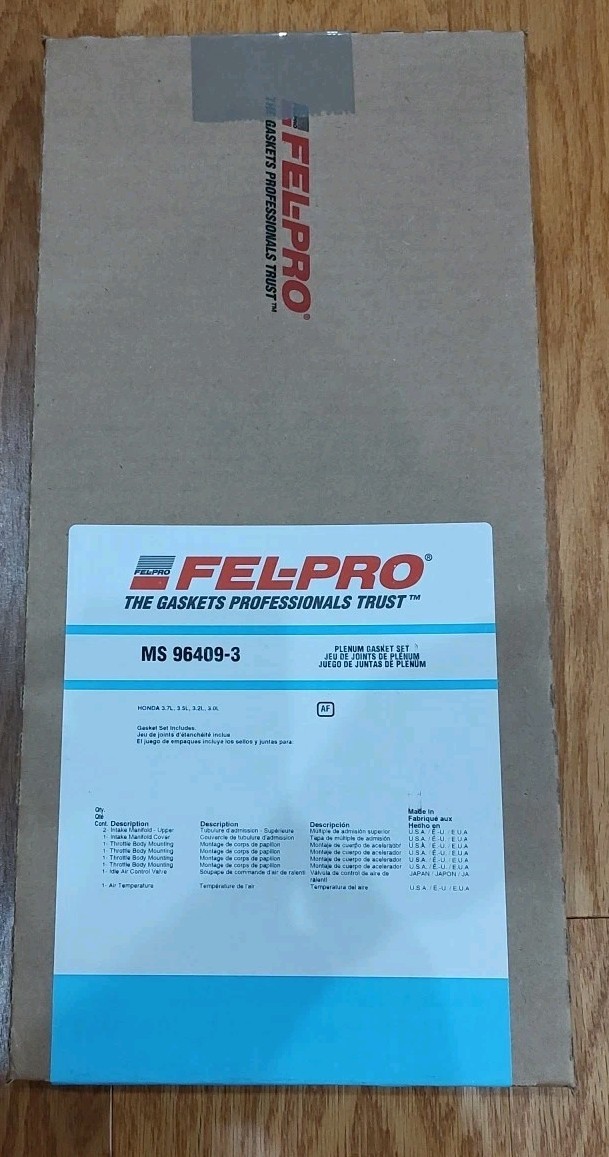 FEL-PRO®
THE GASKETS PROFESSIONALS TRUST™
FEL-PRO
FEL-PRO®
THE GASKETS PROFESSIONALS TRUST™
MS 96409-3
PLENUM GASKET SET
JEU DE JOINTS DE PLÉNUM
JUEGO DE JUNTAS DE PLENUM
HONDA 3.7L, 3.5L, 3.2L, 3.0L
AF
Gasket Set Includes.
Jeu de joints d'étanchéité inclus
El juego de empaques incluya los sellos y juntas para:
Qty.
Qté
Cont. Description Description Descripción Made In
Fabriqué aux
Hecho en
2- Intake Manifold - Upper Tubulure d'admission - Supérieure Múltiple de admisión superior U.S.A. / É.-U. / E.U.A
1- Intake Manifold Cover Couvercle de tubulure d'admission Tapa de múltiple de admisión U.S.A. / É.-U. / E.U.A
1- Throttle Body Mounting Montage de corps de papillon Montaje de cuerpo de acelerador U.S.A. / É.-U. / E.U.A
1- Throttle Body Mounting Montage de corps de papillon Montaje de cuerpo de acelerador U.S.A. / É.-U. / E.U.A
1- Throttle Body Mounting Montage de corps de papillon Montaje de cuerpo de acelerador U.S.A. / É.-U. / E.U.A
1- Throttle Body Mounting Montage de corps de papillon Montaje de cuerpo de acelerador U.S.A. / É.-U. / E.U.A
1- Idle Air Control Valve Soupape de commande d'air de ralenti Válvula de control de aire de JAPAN / JAPON / JA
ralentí
1- Air Temperature Température de l'air Temperatura del aire U.S.A. / É.-U. / E.U.A